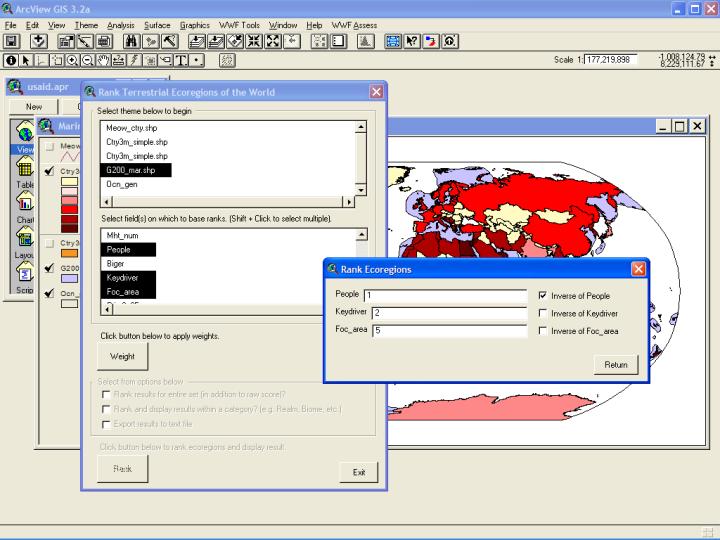 ArcView GIS 3.2a
File Edit View Theme Analysis Surface Graphics WWF Tools Window Help WWF Assess
Scale 1: 177,219,898
-1,008,124.79
8,229,111.67
usaid.apr
New
View
Table
Chart
Layou
Scrip
Marin
Meow
Ctry3
Ctry3
G200
Ocn_
Rank Terrestrial Ecoregions of the World
Select theme below to begin
Meow_ctry.shp
Ctry3m_simple.shp
Ctry3m_simple.shp
G200_mar.shp
Ocn_gen
Select field(s) on which to base ranks. (Shift + Click to select multiple).
Mht_num
People
Biger
Keydriver
Foc_area
Click button below to apply weights.
Weight
Select from options below
Rank results for entire set (in addition to raw score)?
Rank and display results within a category? (e.g. Realm, Biome, etc.)
Export results to text file
Click button below to rank ecoregions and display result.
Rank
Exit
Rank Ecoregions
People 1 Inverse of People
Keydriver 2 Inverse of Keydriver
Foc_area 5 Inverse of Foc_area
Return